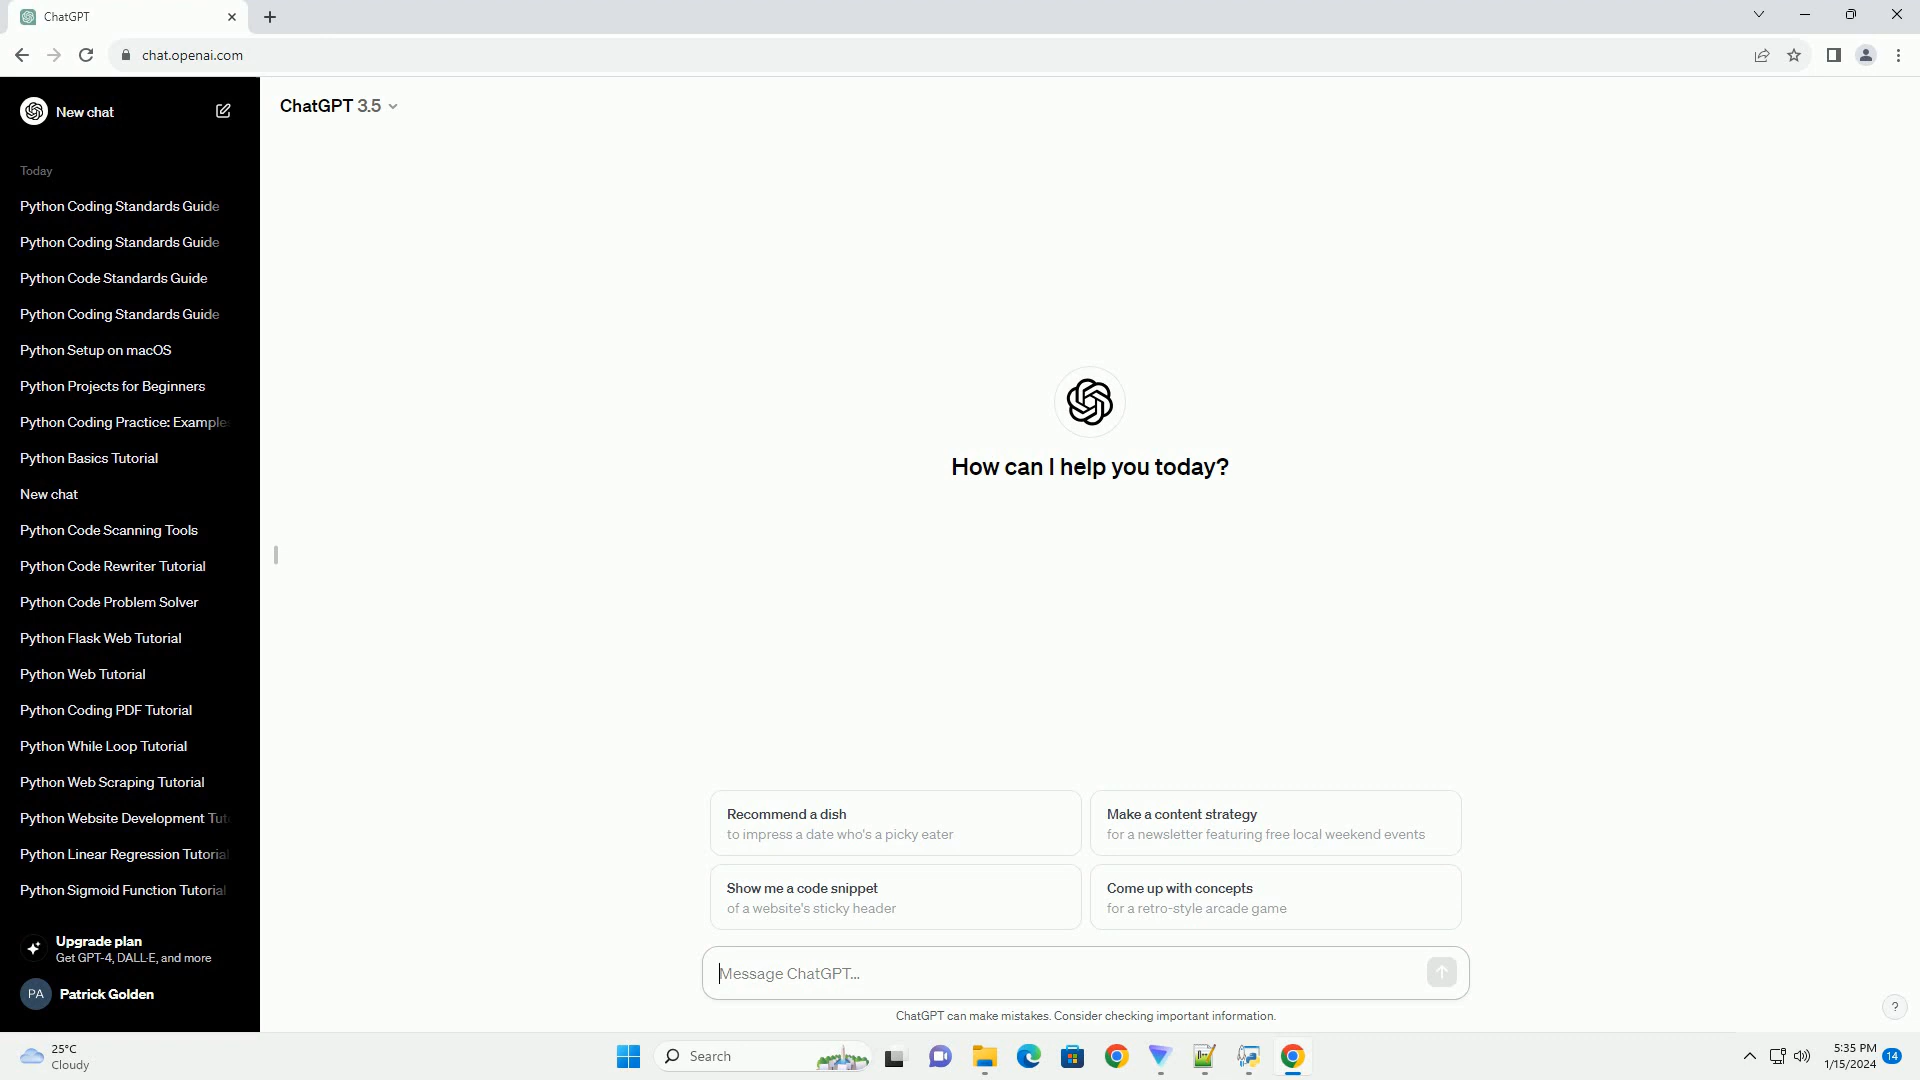 ChatGPT
chat.openai.com
New chat
ChatGPT 3.5
Today
Python Coding Standards Guide
Python Coding Standards Guide
Python Code Standards Guide
Python Coding Standards Guide
Python Setup on macOS
Python Projects for Beginners
Python Coding Practice: Example
Python Basics Tutorial
New chat
Python Code Scanning Tools
Python Code Rewriter Tutorial
Python Code Problem Solver
Python Flask Web Tutorial
Python Web Tutorial
Python Coding PDF Tutorial
Python While Loop Tutorial
Python Web Scraping Tutorial
Python Website Development Tut
Python Linear Regression Tutorial
Python Sigmoid Function Tutorial
Upgrade plan
Get GPT-4, DALL·E, and more
PA Patrick Golden
How can I help you today?
Recommend a dish
to impress a date who's a picky eater
Make a content strategy
for a newsletter featuring free local weekend events
Show me a code snippet
of a website's sticky header
Come up with concepts
for a retro-style arcade game
Message ChatGPT...
ChatGPT can make mistakes. Consider checking important information.
?
25°C
Cloudy
Search
5:35 PM
1/15/2024
14